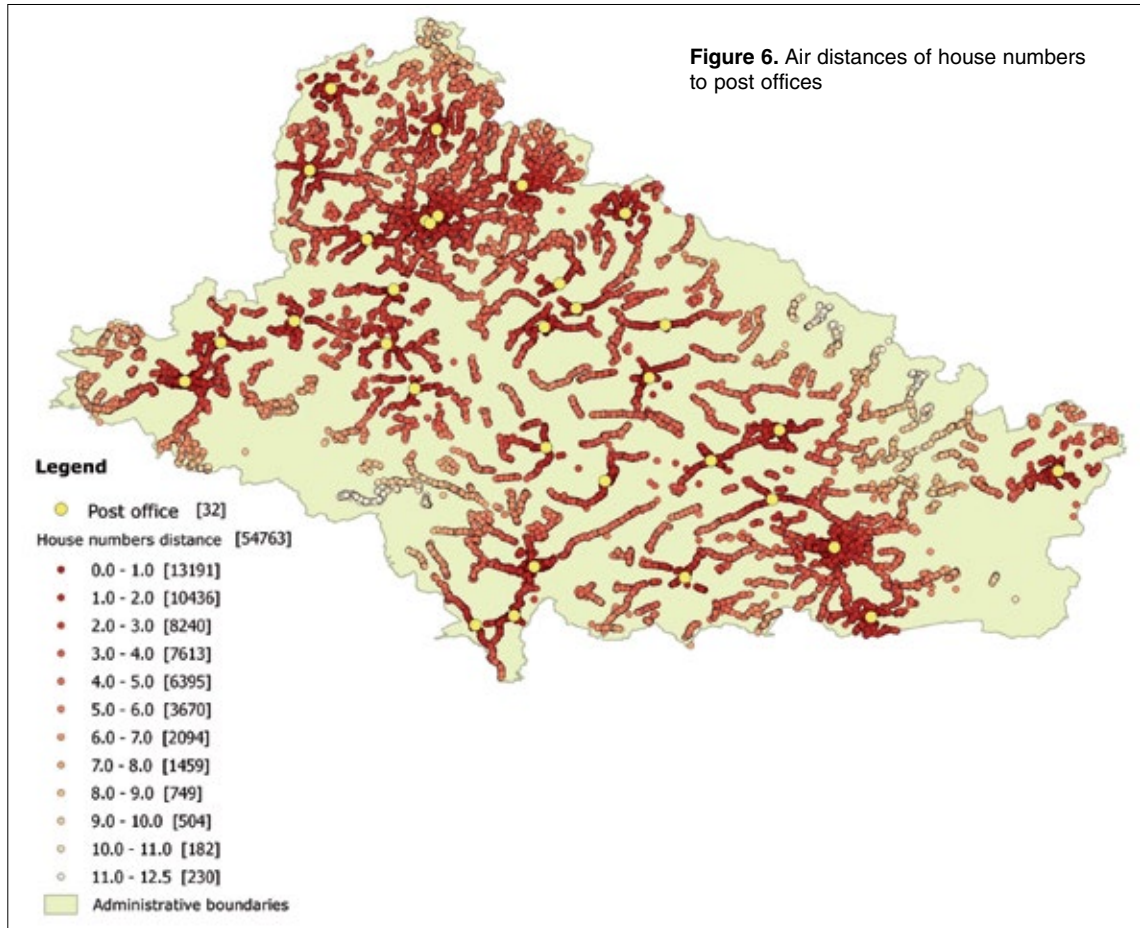 Figure 6. Air distances of house numbers
to post offices
Legend
Post office [32]
House numbers distance [54763]
0.0 - 1.0 [13191]
1.0 - 2.0 [10436]
2.0 - 3.0 [8240]
3.0 - 4.0 [7613]
4.0 - 5.0 [6395]
5.0 - 6.0 [3670]
6.0 - 7.0 [2094]
7.0 - 8.0 [1459]
8.0 - 9.0 [749]
9.0 - 10.0 [504]
10.0 - 11.0 [182]
11.0 - 12.5 [230]
Administrative boundaries